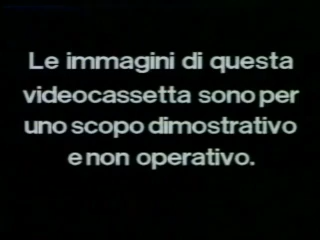 Le immagini di questa
videocassetta sono per
uno scopo dimostrativo
e non operativo.